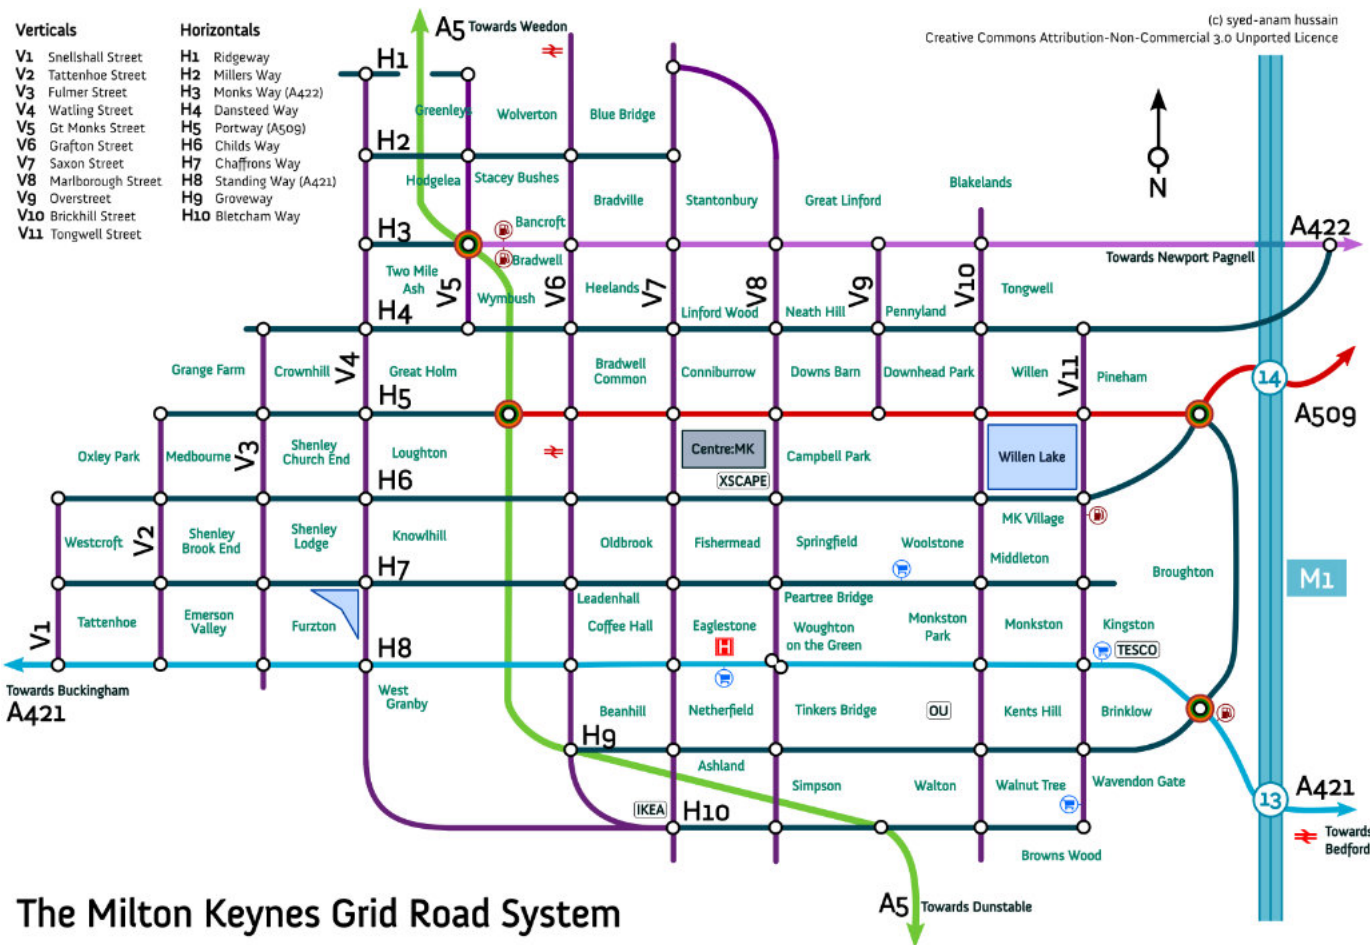 Verticals
V1 Snellshall Street
V2 Tattenhoe Street
V3 Fulmer Street
V4 Watling Street
V5 Gt Monks Street
V6 Grafton Street
V7 Saxon Street
V8 Marlborough Street
V9 Overstreet
V10 Brickhill Street
V11 Tongwell Street
Horizontals
H1 Ridgeway
H2 Millers Way
H3 Monks Way (A422)
H4 Dansteed Way
H5 Portway (A509)
H6 Childs Way
H7 Chaffrons Way
H8 Standing Way (A421)
H9 Groveway
H10 Bletcham Way
A5 Towards Weedon
(c) syed-anam hussain
Creative Commons Attribution-Non-Commercial 3.0 Unported Licence
N
H1
Greenleys
Wolverton
Blue Bridge
H2
Hodgelea
Stacey Bushes
Bradville
Stantonbury
Great Linford
Blakelands
Bancroft
H3
A422
Towards Newport Pagnell
Two Mile
Ash
V5
Bradwell
Wymbush
V6
Heelands
V7
V8
V9
V10
Tongwell
H4
Linford Wood
Neath Hill
Pennyland
Grange Farm
Crownhill
V4
Great Holm
Bradwell
Common
Conniburrow
Downs Barn
Downhead Park
Willen
V11
Pineham
14
H5
A509
Oxley Park
Medbourne
V3
Shenley
Church End
Loughton
Centre:MK
Campbell Park
Willen Lake
XSCAPE
H6
MK Village
Westcroft
V2
Shenley
Brook End
Shenley
Lodge
Knowlhill
Oldbrook
Fishermead
Springfield
Woolstone
Middleton
Broughton
M1
H7
Leadenhall
Peartree Bridge
V1
Tattenhoe
Emerson
Valley
Furzton
Coffee Hall
Eaglestone
H
Woughton
on the Green
Monkston
Park
Monkston
Kingston
TESCO
H8
Towards Buckingham
A421
West
Granby
Beanhill
Netherfield
Tinkers Bridge
OU
Kents Hill
Brinklow
H9
Ashland
Simpson
Walton
Walnut Tree
Wavendon Gate
IKEA
H10
13
A421
Towards
Bedford
Browns Wood
A5 Towards Dunstable
The Milton Keynes Grid Road System